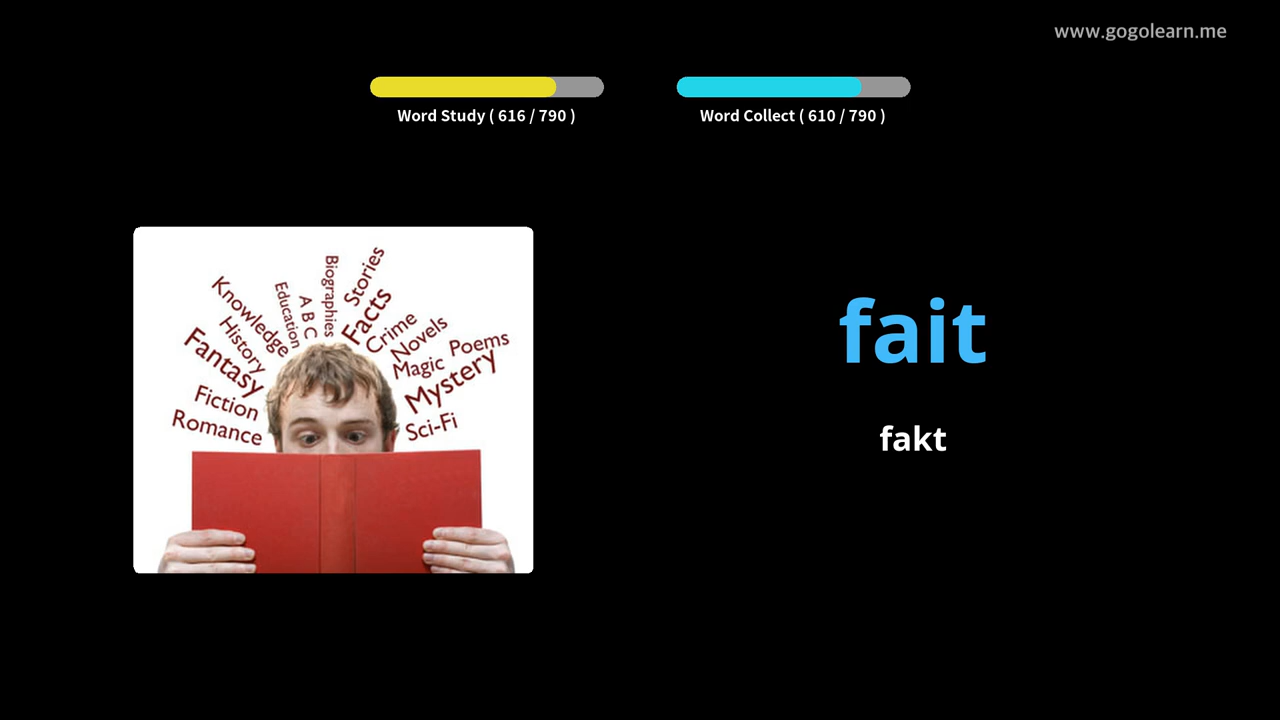 www.gogolearn.me
Word Study ( 616 / 790 )
Word Collect ( 610 / 790 )
Knowledge
Education
A B C
Biographies
Stories
Facts
Crime
Novels
Poems
History
Fantasy
Magic
Mystery
Fiction
Romance
Sci-Fi
fait
fakt